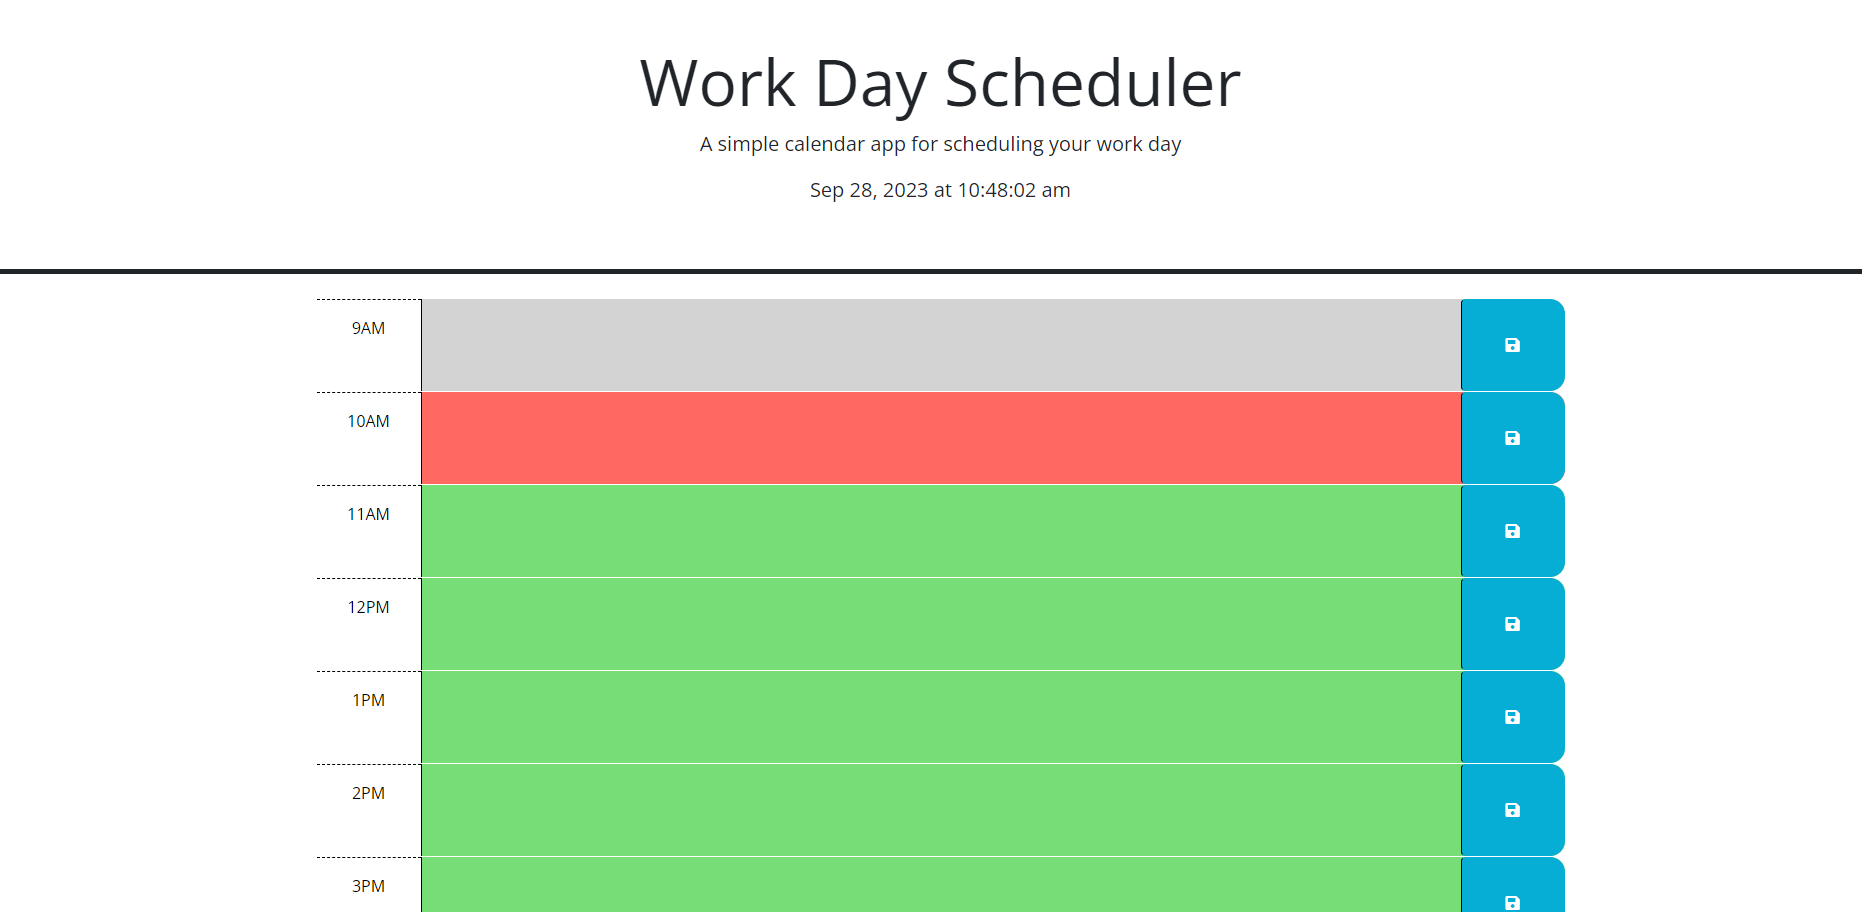 Work Day Scheduler
A simple calendar app for scheduling your work day
Sep 28, 2023 at 10:48:02 am
9AM
10AM
11AM
12PM
1PM
2PM
3PM